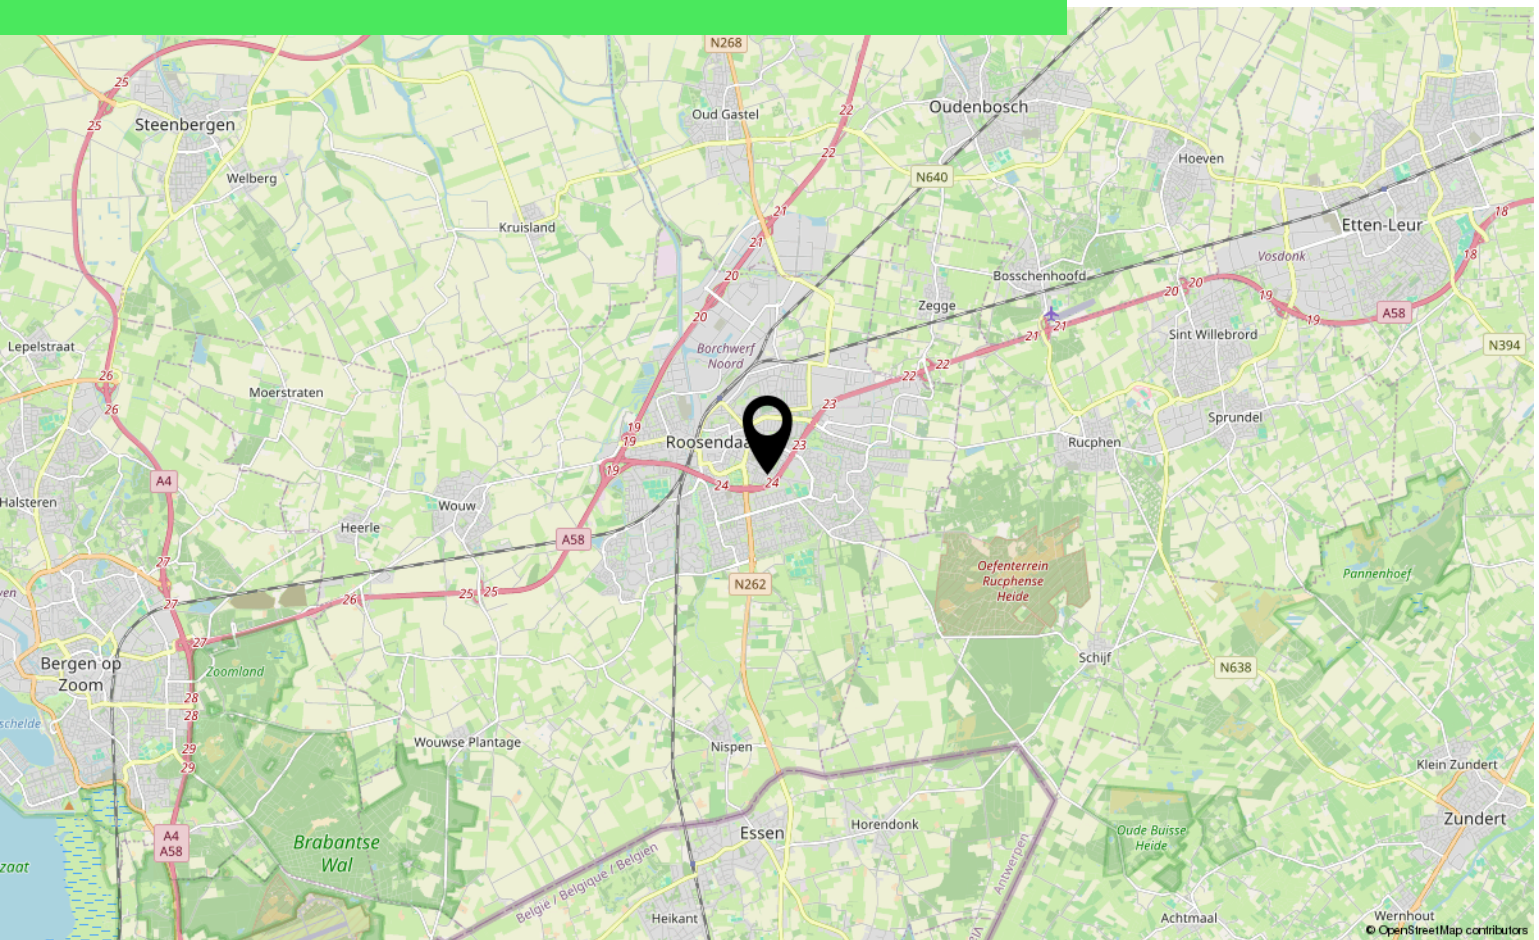 N268
25
22
Oudenbosch
Oud Gastel
25
Steenbergen
22
Hoeven
N640
Welberg
21
18
Kruisland
Etten-Leur
21
Vosdonk
18
20
Bosschenhoofd
20
20
19
Zegge
A58
20
21
21
19
Sint Willebrord
Lepelstraat
Borchwerf
Noord
N394
22
22
26
Moerstraten
23
26
Sprundel
19
19
Roosendaa
23
Rucphen
19
A4
24
24
Halsteren
Wouw
Heerle
A58
27
Oefenterrein
Rucphense
Heide
Pannenhoef
N262
ven
25
25
26
27
27
Bergen op
Zoom
Zoomland
Schijf
N638
28
28
schelde
Wouwse Plantage
Nispen
29
29
Klein Zundert
Zundert
Essen
Horendonk
Oude Buisse
Heide
A4
A58
Brabantse
Wal
zaat
België / Belgique / Belgien
Antwerpen
Heikant
Achtmaal
Wernhout
© OpenStreetMap contributors